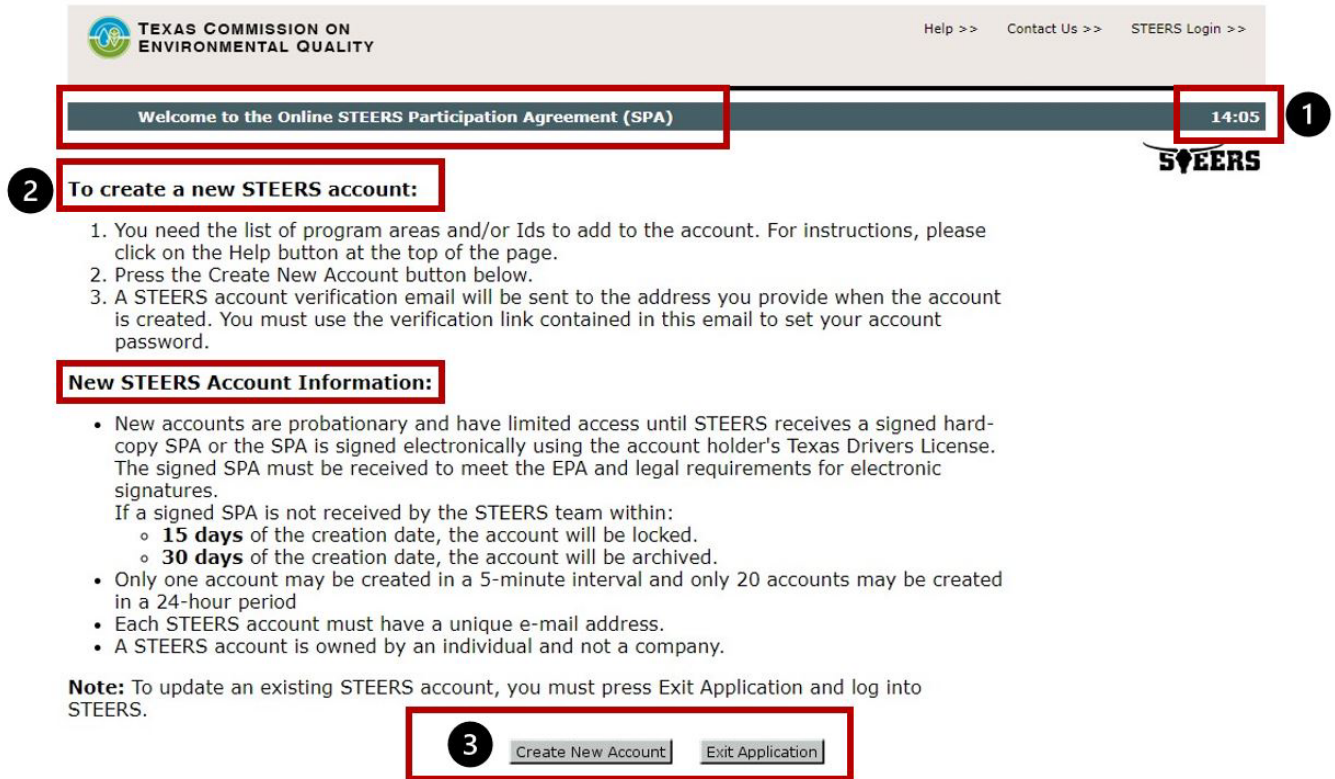 TEXAS COMMISSION ON
ENVIRONMENTAL QUALITY
Help >> Contact Us >> STEERS Login >>
Welcome to the Online STEERS Participation Agreement (SPA) 14:05
1
STEERS
2
To create a new STEERS account:
1. You need the list of program areas and/or Ids to add to the account. For instructions, please
click on the Help button at the top of the page.
2. Press the Create New Account button below.
3. A STEERS account verification email will be sent to the address you provide when the account
is created. You must use the verification link contained in this email to set your account
password.
New STEERS Account Information:
• New accounts are probationary and have limited access until STEERS receives a signed hard-
copy SPA or the SPA is signed electronically using the account holder's Texas Drivers License.
The signed SPA must be received to meet the EPA and legal requirements for electronic
signatures.
If a signed SPA is not received by the STEERS team within:
◦ 15 days of the creation date, the account will be locked.
◦ 30 days of the creation date, the account will be archived.
• Only one account may be created in a 5-minute interval and only 20 accounts may be created
in a 24-hour period
• Each STEERS account must have a unique e-mail address.
• A STEERS account is owned by an individual and not a company.
Note: To update an existing STEERS account, you must press Exit Application and log into
STEERS.
3 Create New Account Exit Application